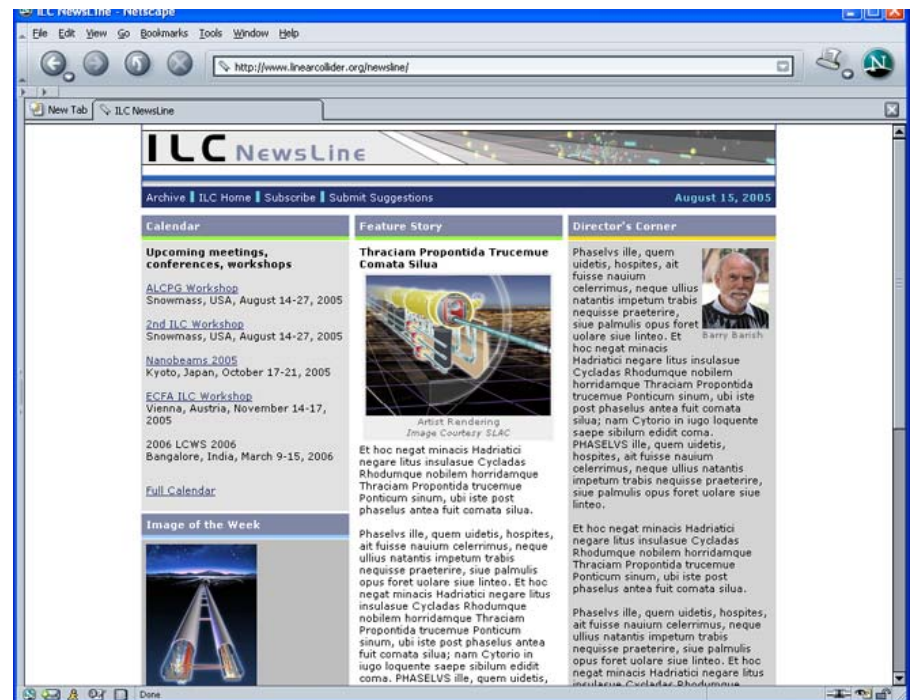 ILC NewsLine - Netscape
File Edit View Go Bookmarks Tools Window Help
http://www.linearcollider.org/newsline/
New Tab
ILC NewsLine
ILC NEWSLINE
Archive ILC Home Subscribe Submit Suggestions
August 15, 2005
Calendar
Upcoming meetings,
conferences, workshops
ALCPG Workshop
Snowmass, USA, August 14-27, 2005
2nd ILC Workshop
Snowmass, USA, August 14-27, 2005
Nanobeams 2005
Kyoto, Japan, October 17-21, 2005
ECFA ILC Workshop
Vienna, Austria, November 14-17,
2005
2006 LCWS 2006
Bangalore, India, March 9-15, 2006
Full Calendar
Image of the Week
Feature Story
Thraciam Propontida Trucemue
Comata Silua
Artist Rendering
Image Courtesy SLAC
Et hoc negat minacis Hadriatici
negare litus insulasue Cycladas
Rhodumque nobilem horridamque
Thraciam Propontida trucemue
Ponticum sinum, ubi iste post
phaselus antea fuit comata silua.
Phaselvs ille, quem uidetis, hospites,
ait fuisse nauium celerrimus, neque
ullius natantis impetum trabis
nequisse praeterire, siue palmulis
opus foret uolare siue linteo. Et hoc
negat minacis Hadriatici negare litus
insulasue Cycladas Rhodumque
nobilem horridamque Thraciam
Propontida trucemue Ponticum
sinum, ubi iste post phaselus antea
fuit comata silua; nam Cytorio in
iugo loquente saepe sibilum edidit
coma. PHASELVS ille, quem uidetis,
Director's Corner
Phaselvs ille, quem
uidetis, hospites, ait
fuisse nauium
celerrimus, neque ullius
natantis impetum trabis
nequisse praeterire,
siue palmulis opus foret
uolare siue linteo. Et
hoc negat minacis
Barry Barish
Hadriatici negare litus insulasue
Cycladas Rhodumque nobilem
horridamque Thraciam Propontida
trucemue Ponticum sinum, ubi iste
post phaselus antea fuit comata
silua; nam Cytorio in iugo loquente
saepe sibilum edidit coma.
PHASELVS ille, quem uidetis,
hospites, ait fuisse nauium
celerrimus, neque ullius natantis
impetum trabis nequisse praeterire,
siue palmulis opus foret uolare siue
linteo.
Et hoc negat minacis Hadriatici
negare litus insulasue Cycladas
Rhodumque nobilem horridamque
Thraciam Propontida trucemue
Ponticum sinum, ubi iste post
phaselus antea fuit comata silua.
Phaselvs ille, quem uidetis, hospites,
ait fuisse nauium celerrimus, neque
ullius natantis impetum trabis
nequisse praeterire, siue palmulis
opus foret uolare siue linteo. Et hoc
negat minacis Hadriatici negare litus
insulasue Cycladas Rhodumque
Done